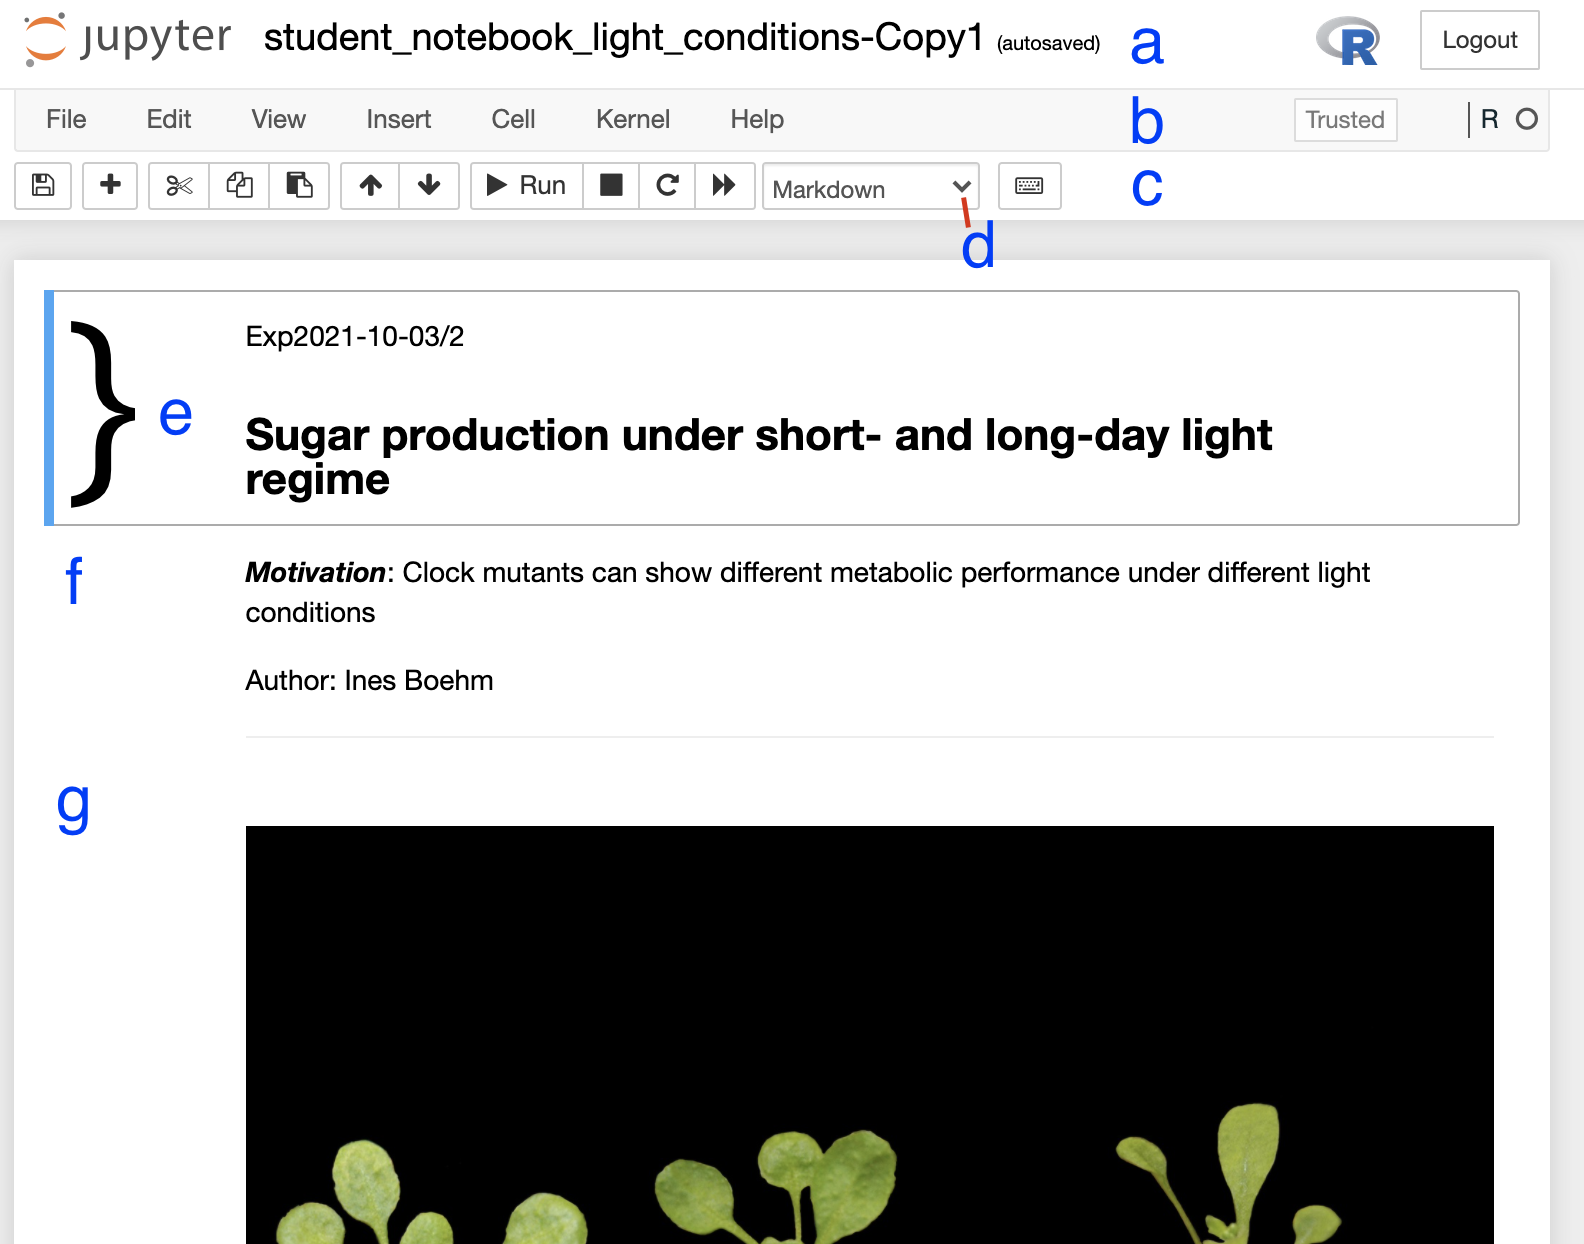 jupyter student_notebook_light_conditions-Copy1 (autosaved) a R Logout
File Edit View Insert Cell Kernel Help b Trusted R
Run Markdown c
d
Exp2021-10-03/2
e
Sugar production under short- and long-day light
regime
f
Motivation: Clock mutants can show different metabolic performance under different light
conditions
Author: Ines Boehm
g